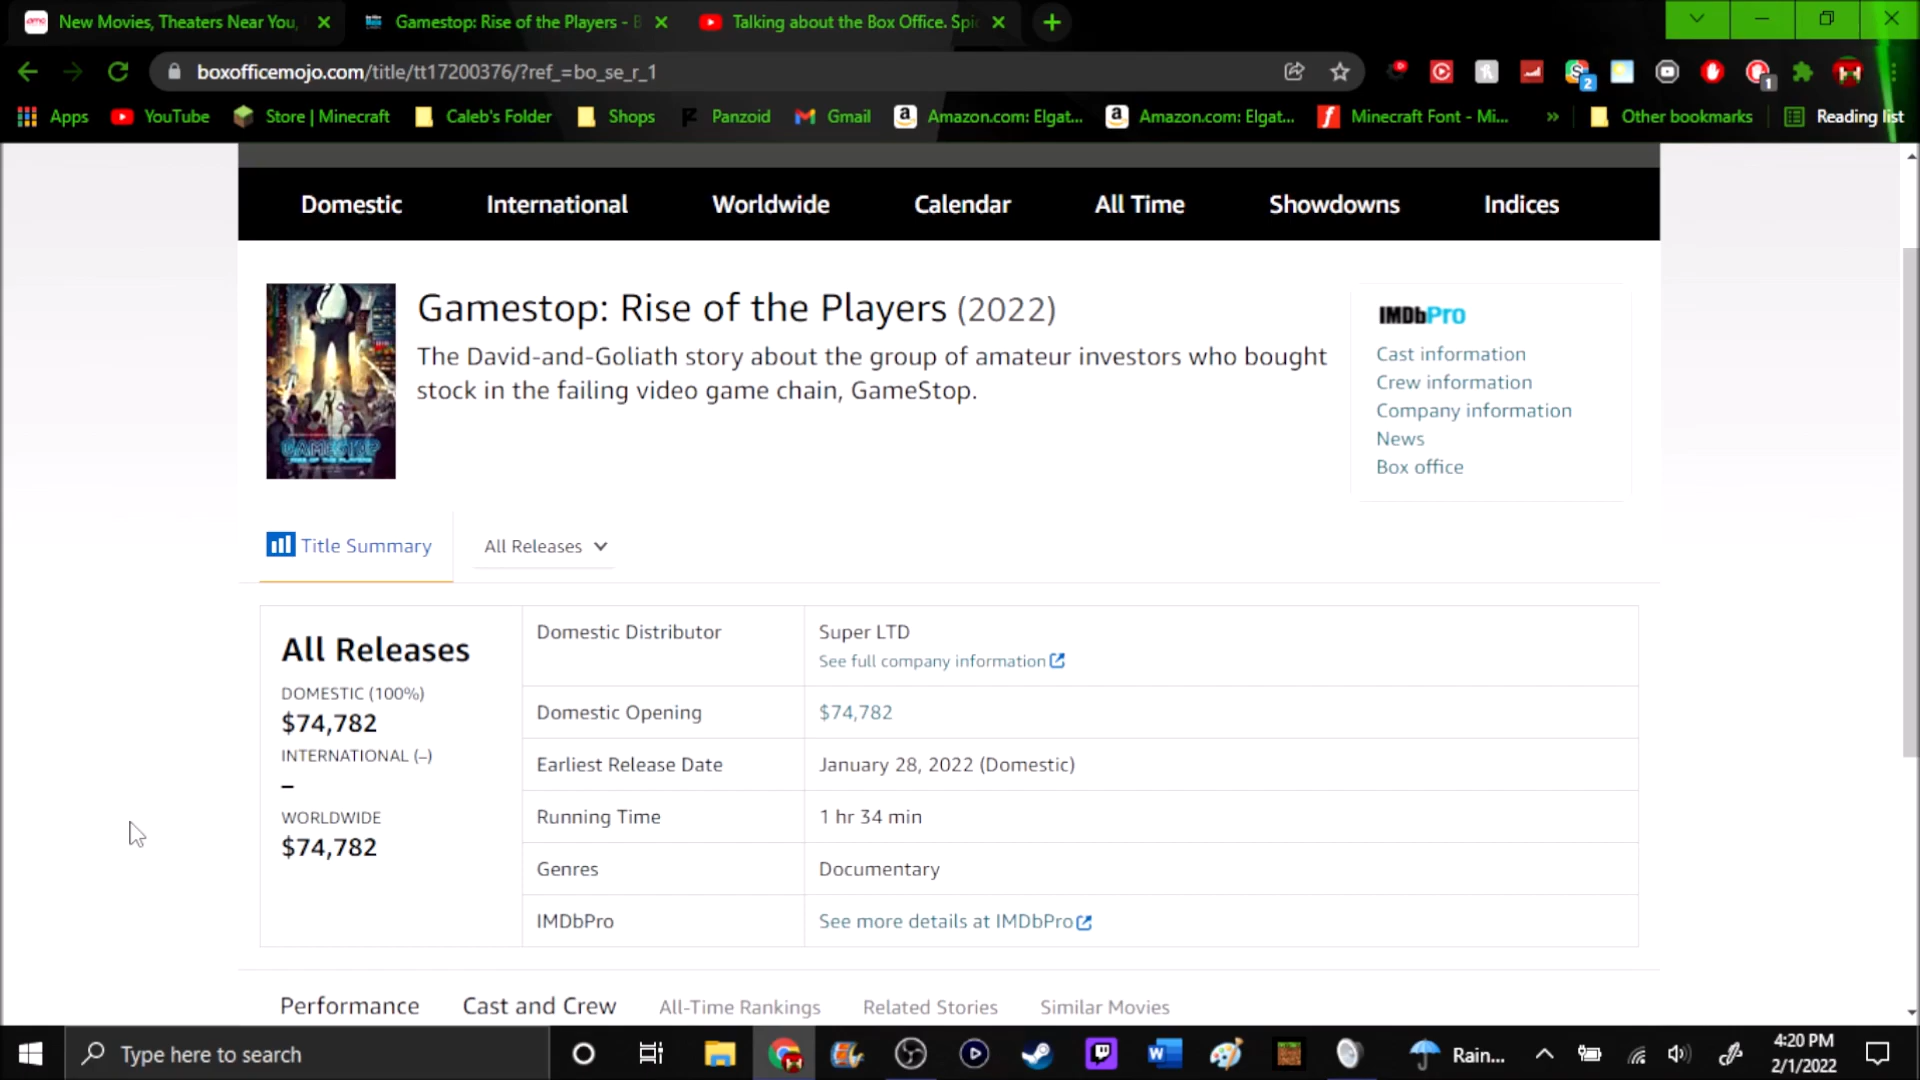 New Movies, Theaters Near You,
Gamestop: Rise of the Players - B
Talking about the Box Office. Spi
boxofficemojo.com/title/tt17200376/?ref_=bo_se_r_1
2
1
Apps
YouTube
Store | Minecraft
Caleb's Folder
Shops
Panzoid
Gmail
Amazon.com: Elgat...
Amazon.com: Elgat...
Minecraft Font - Mi...
»
Other bookmarks
Reading list
Domestic
International
Worldwide
Calendar
All Time
Showdowns
Indices
Gamestop: Rise of the Players (2022)
The David-and-Goliath story about the group of amateur investors who bought
stock in the failing video game chain, GameStop.
GAMESTOP
RISE OF THE PLAYERS
IMDbPro
Cast information
Crew information
Company information
News
Box office
Title Summary
All Releases
All Releases
DOMESTIC (100%)
$74,782
INTERNATIONAL (–)
–
WORLDWIDE
$74,782
Domestic Distributor
Super LTD
See full company information
Domestic Opening
$74,782
Earliest Release Date
January 28, 2022 (Domestic)
Running Time
1 hr 34 min
Genres
Documentary
IMDbPro
See more details at IMDbPro
Performance
Cast and Crew
All-Time Rankings
Related Stories
Similar Movies
Type here to search
Rain...
4:20 PM
2/1/2022